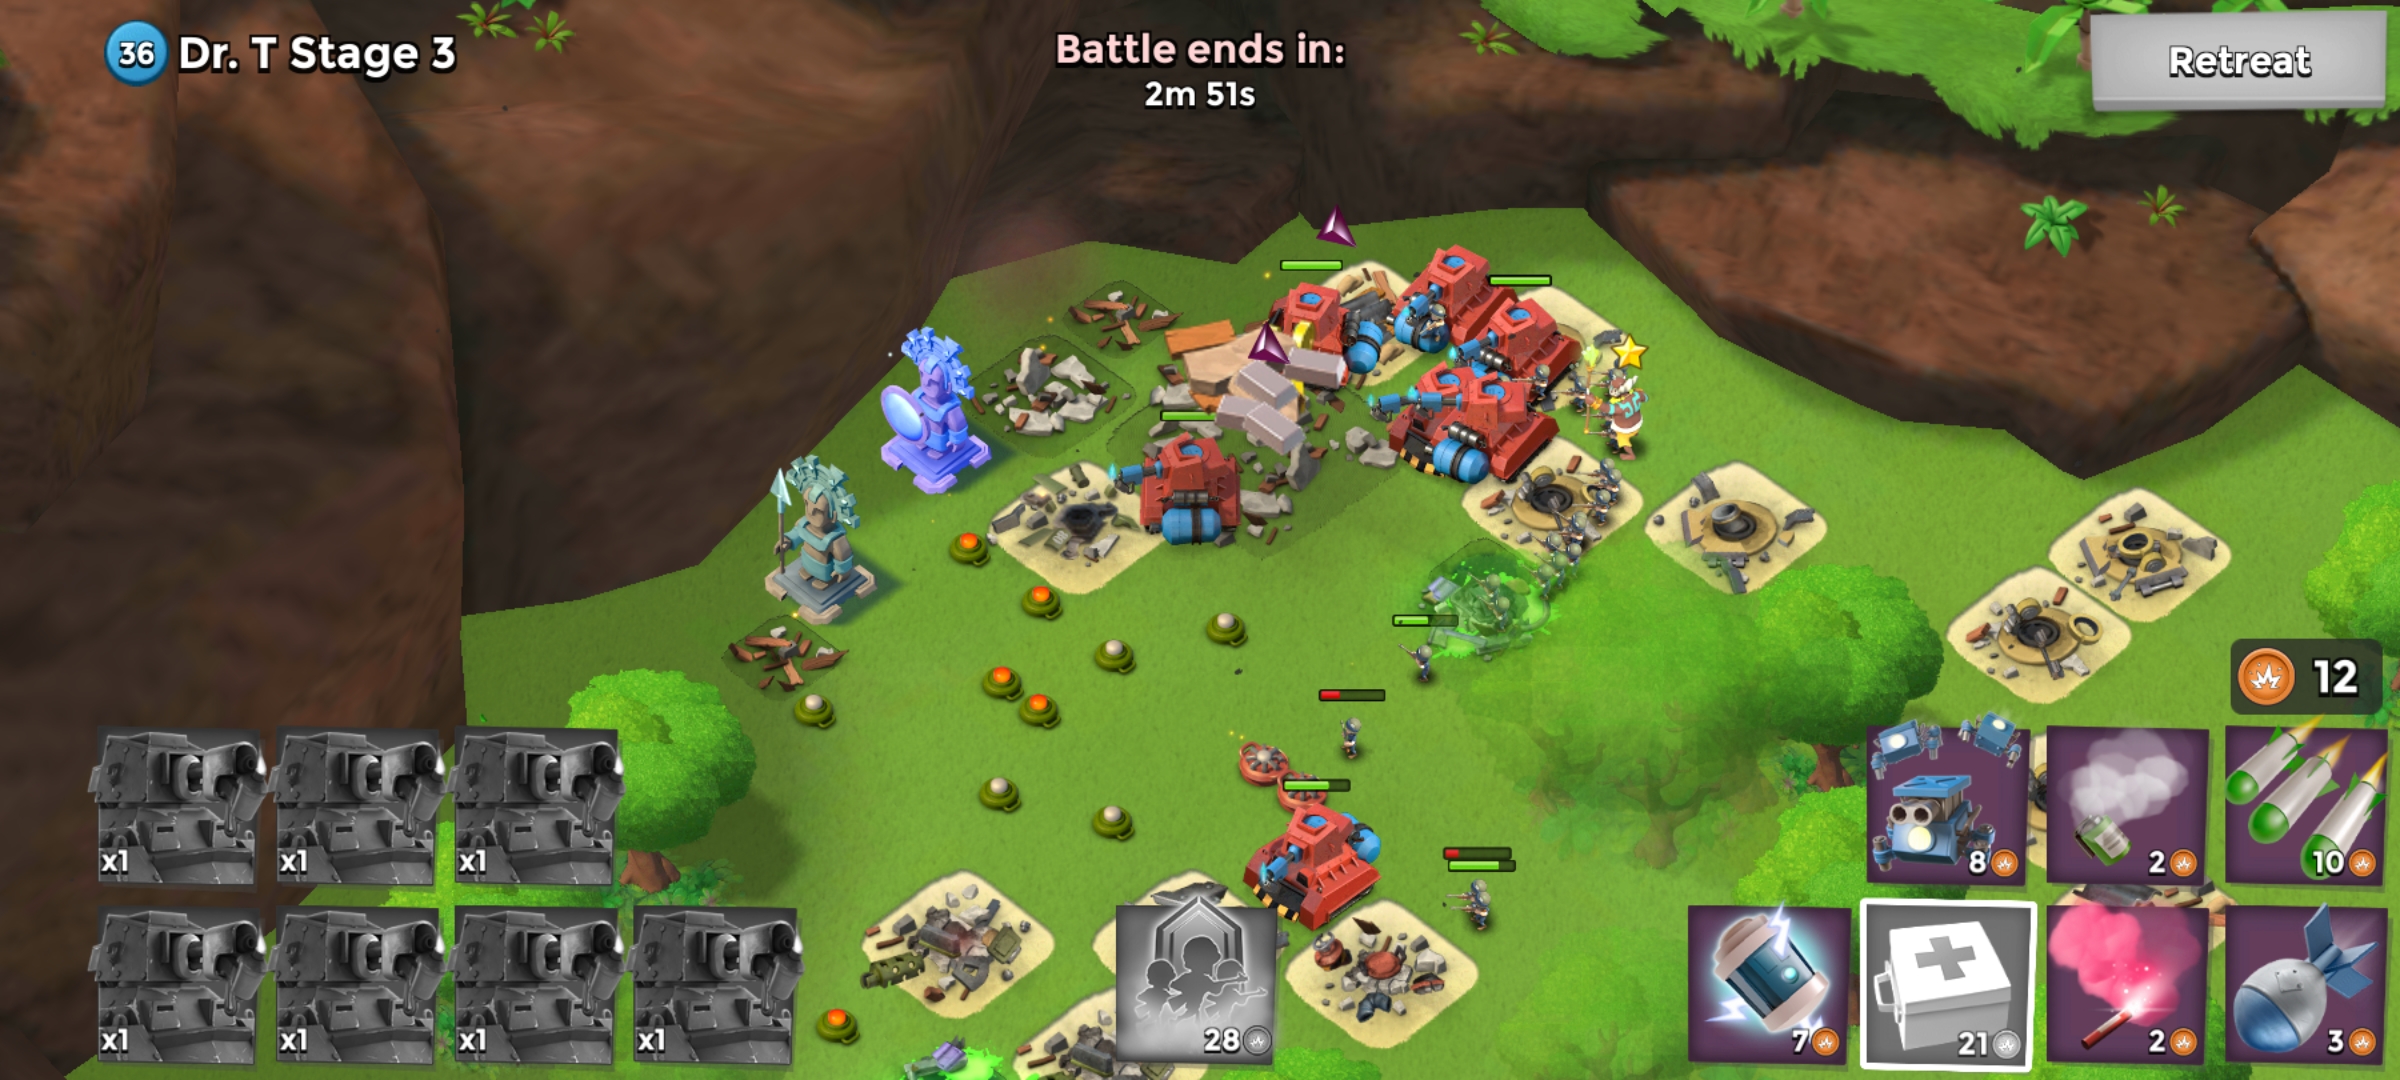 36 Dr. T Stage 3
Battle ends in:
2m 51s
Retreat
12
x1 x1 x1
8 2 10
x1 x1 x1 x1
28 7 21 2 3